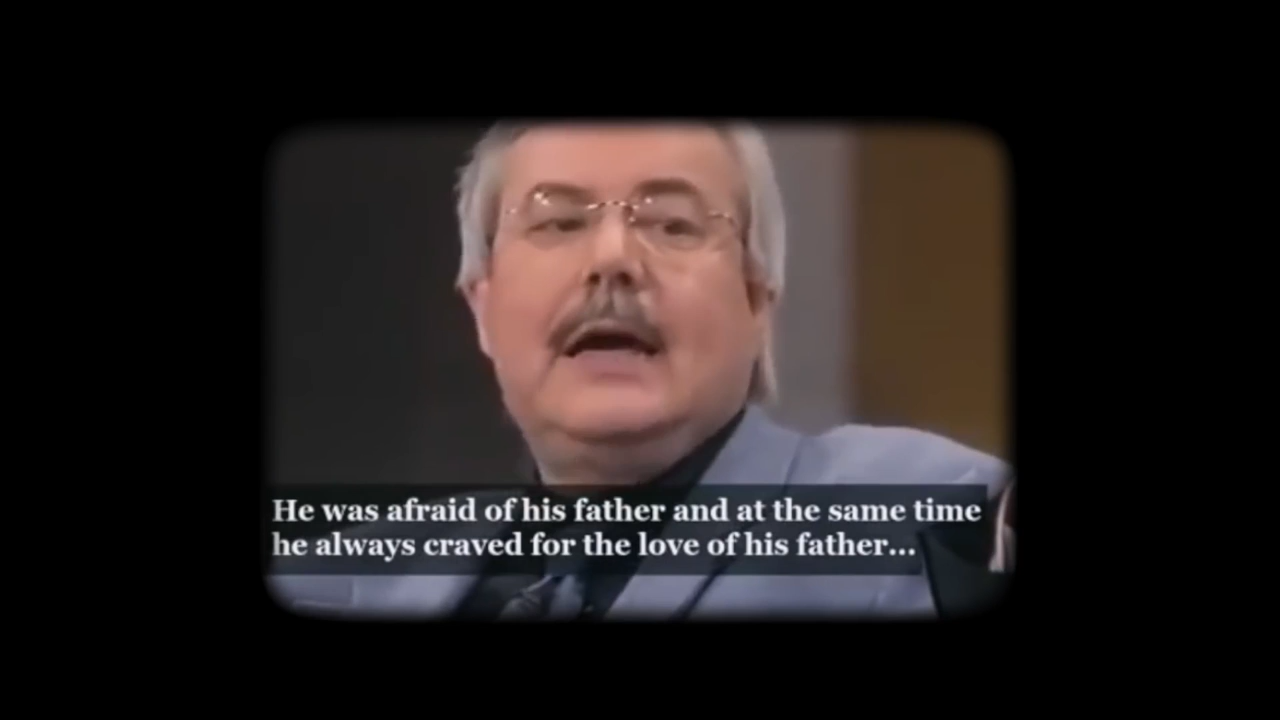 He was afraid of his father and at the same time
he always craved for the love of his father...